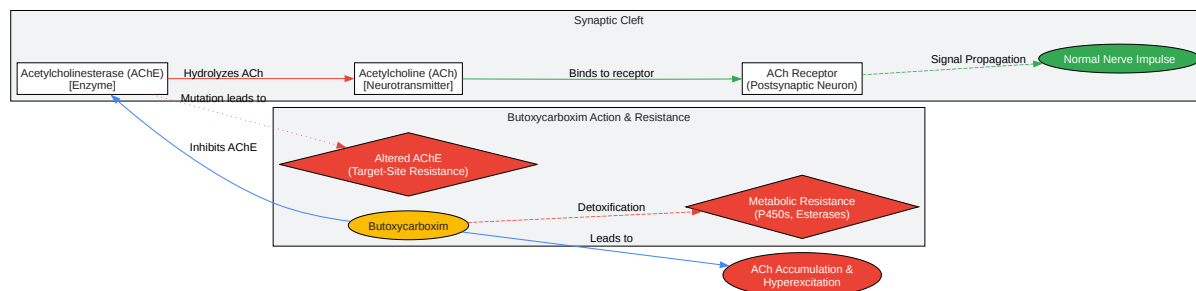 Synaptic Cleft
Acetylcholinesterase (AChE)
[Enzyme]
Hydrolyzes ACh
Acetylcholine (ACh)
[Neurotransmitter]
Binds to receptor
ACh Receptor
(Postsynaptic Neuron)
Signal Propagation
Normal Nerve Impulse
Mutation leads to
Butoxycarboxim Action & Resistance
Inhibits AChE
Altered AChE
(Target-Site Resistance)
Butoxycarboxim
Detoxification
Metabolic Resistance
(P450s, Esterases)
Leads to
ACh Accumulation &
Hyperexcitation